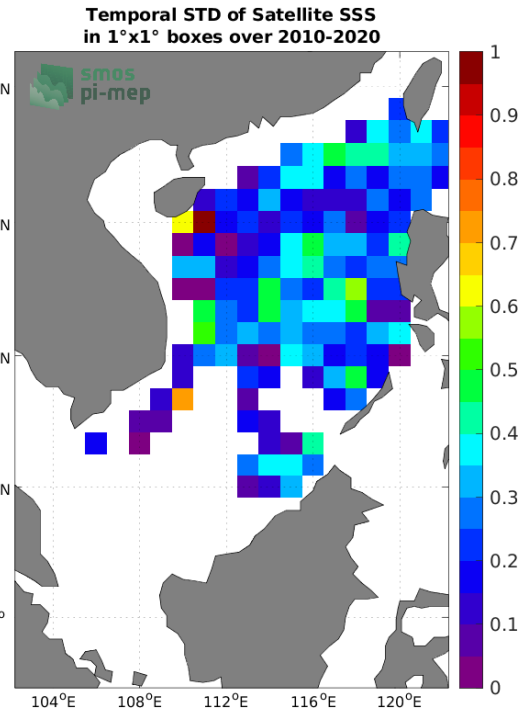 Temporal STD of Satellite SSS
in 1°x1° boxes over 2010-2020
smos
pi-mep
N
N
N
N
o
104°E 108°E 112°E 116°E 120°E
1
0.9
0.8
0.7
0.6
0.5
0.4
0.3
0.2
0.1
0